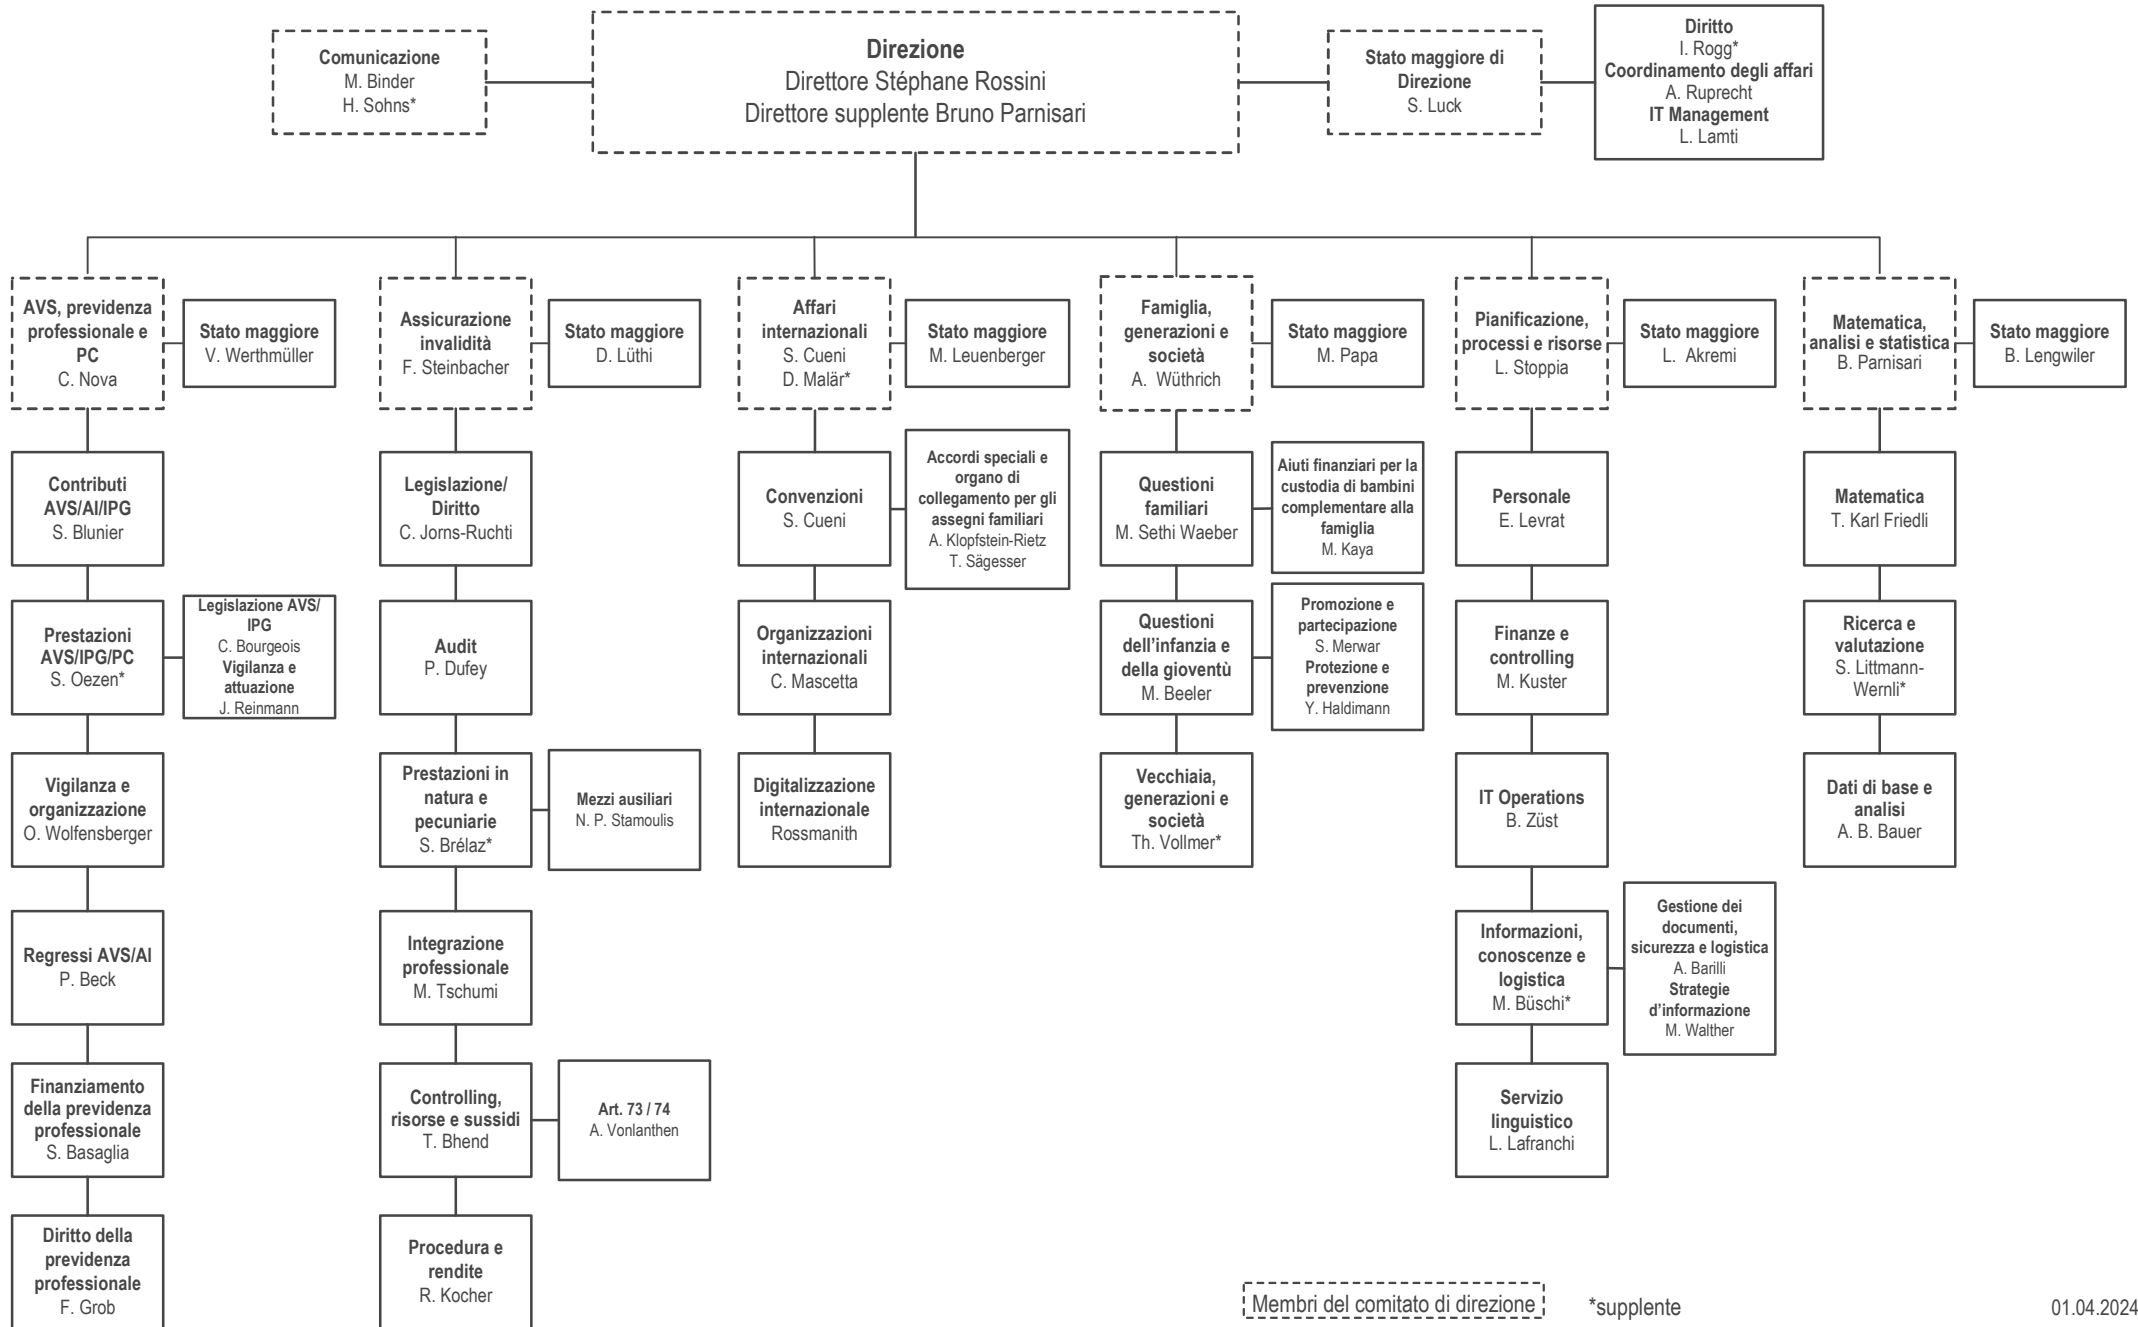 Comunicazione
M. Binder
H. Sohns*
Direzione
Direttore Stéphane Rossini
Direttore supplente Bruno Parnisari
Stato maggiore di
Direzione
S. Luck
Diritto
I. Rogg*
Coordinamento degli affari
A. Ruprecht
IT Management
L. Lamti
AVS, previdenza
professionale e
PC
C. Nova
Stato maggiore
V. Werthmüller
Assicurazione
invalidità
F. Steinbacher
Stato maggiore
D. Lüthi
Affari
internazionali
S. Cueni
D. Malär*
Stato maggiore
M. Leuenberger
Famiglia,
generazioni e
società
A. Wüthrich
Stato maggiore
M. Papa
Pianificazione,
processi e risorse
L. Stoppia
Stato maggiore
L. Akremi
Matematica,
analisi e statistica
B. Parnisari
Stato maggiore
B. Lengwiler
Contributi
AVS/AI/IPG
S. Blunier
Legislazione/
Diritto
C. Jorns-Ruchti
Convenzioni
S. Cueni
Accordi speciali e
organo di
collegamento per gli
assegni familiari
A. Klopfstein-Rietz
T. Sägesser
Questioni
familiari
M. Sethi Waeber
Aiuti finanziari per la
custodia di bambini
complementare alla
famiglia
M. Kaya
Personale
E. Levrat
Matematica
T. Karl Friedli
Prestazioni
AVS/IPG/PC
S. Oezen*
Legislazione AVS/
IPG
C. Bourgeois
Vigilanza e
attuazione
J. Reinmann
Audit
P. Dufey
Organizzazioni
internazionali
C. Mascetta
Questioni
dell’infanzia e
della gioventù
M. Beeler
Promozione e
partecipazione
S. Merwar
Protezione e
prevenzione
Y. Haldimann
Finanze e
controlling
M. Kuster
Ricerca e
valutazione
S. Littmann-
Wernli*
Vigilanza e
organizzazione
O. Wolfensberger
Prestazioni in
natura e
pecuniarie
S. Brélaz*
Mezzi ausiliari
N. P. Stamoulis
Digitalizzazione
internazionale
Rossmanith
Vecchiaia,
generazioni e
società
Th. Vollmer*
IT Operations
B. Züst
Dati di base e
analisi
A. B. Bauer
Regressi AVS/AI
P. Beck
Integrazione
professionale
M. Tschumi
Informazioni,
conoscenze e
logistica
M. Büschi*
Gestione dei
documenti,
sicurezza e logistica
A. Barilli
Strategie
d’informazione
M. Walther
Finanziamento
della previdenza
professionale
S. Basaglia
Controlling,
risorse e sussidi
T. Bhend
Art. 73 / 74
A. Vonlanthen
Servizio
linguistico
L. Lafranchi
Diritto della
previdenza
professionale
F. Grob
Procedura e
rendite
R. Kocher
Membri del comitato di direzione
*supplente
01.04.2024